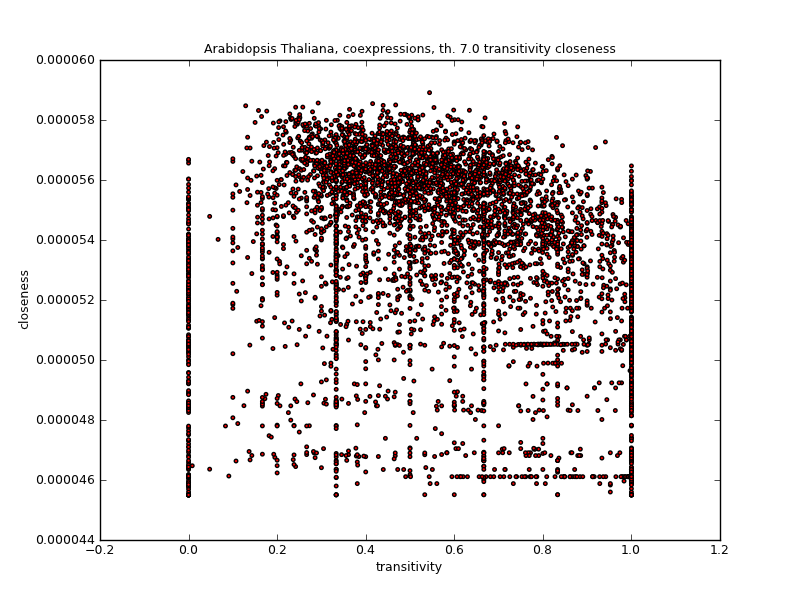 Arabidopsis Thaliana, coexpressions, th. 7.0 transitivity closeness
0.000060
0.000058
0.000056
0.000054
0.000052
0.000050
0.000048
0.000046
0.000044
closeness
−0.2 0.0 0.2 0.4 0.6 0.8 1.0 1.2
transitivity